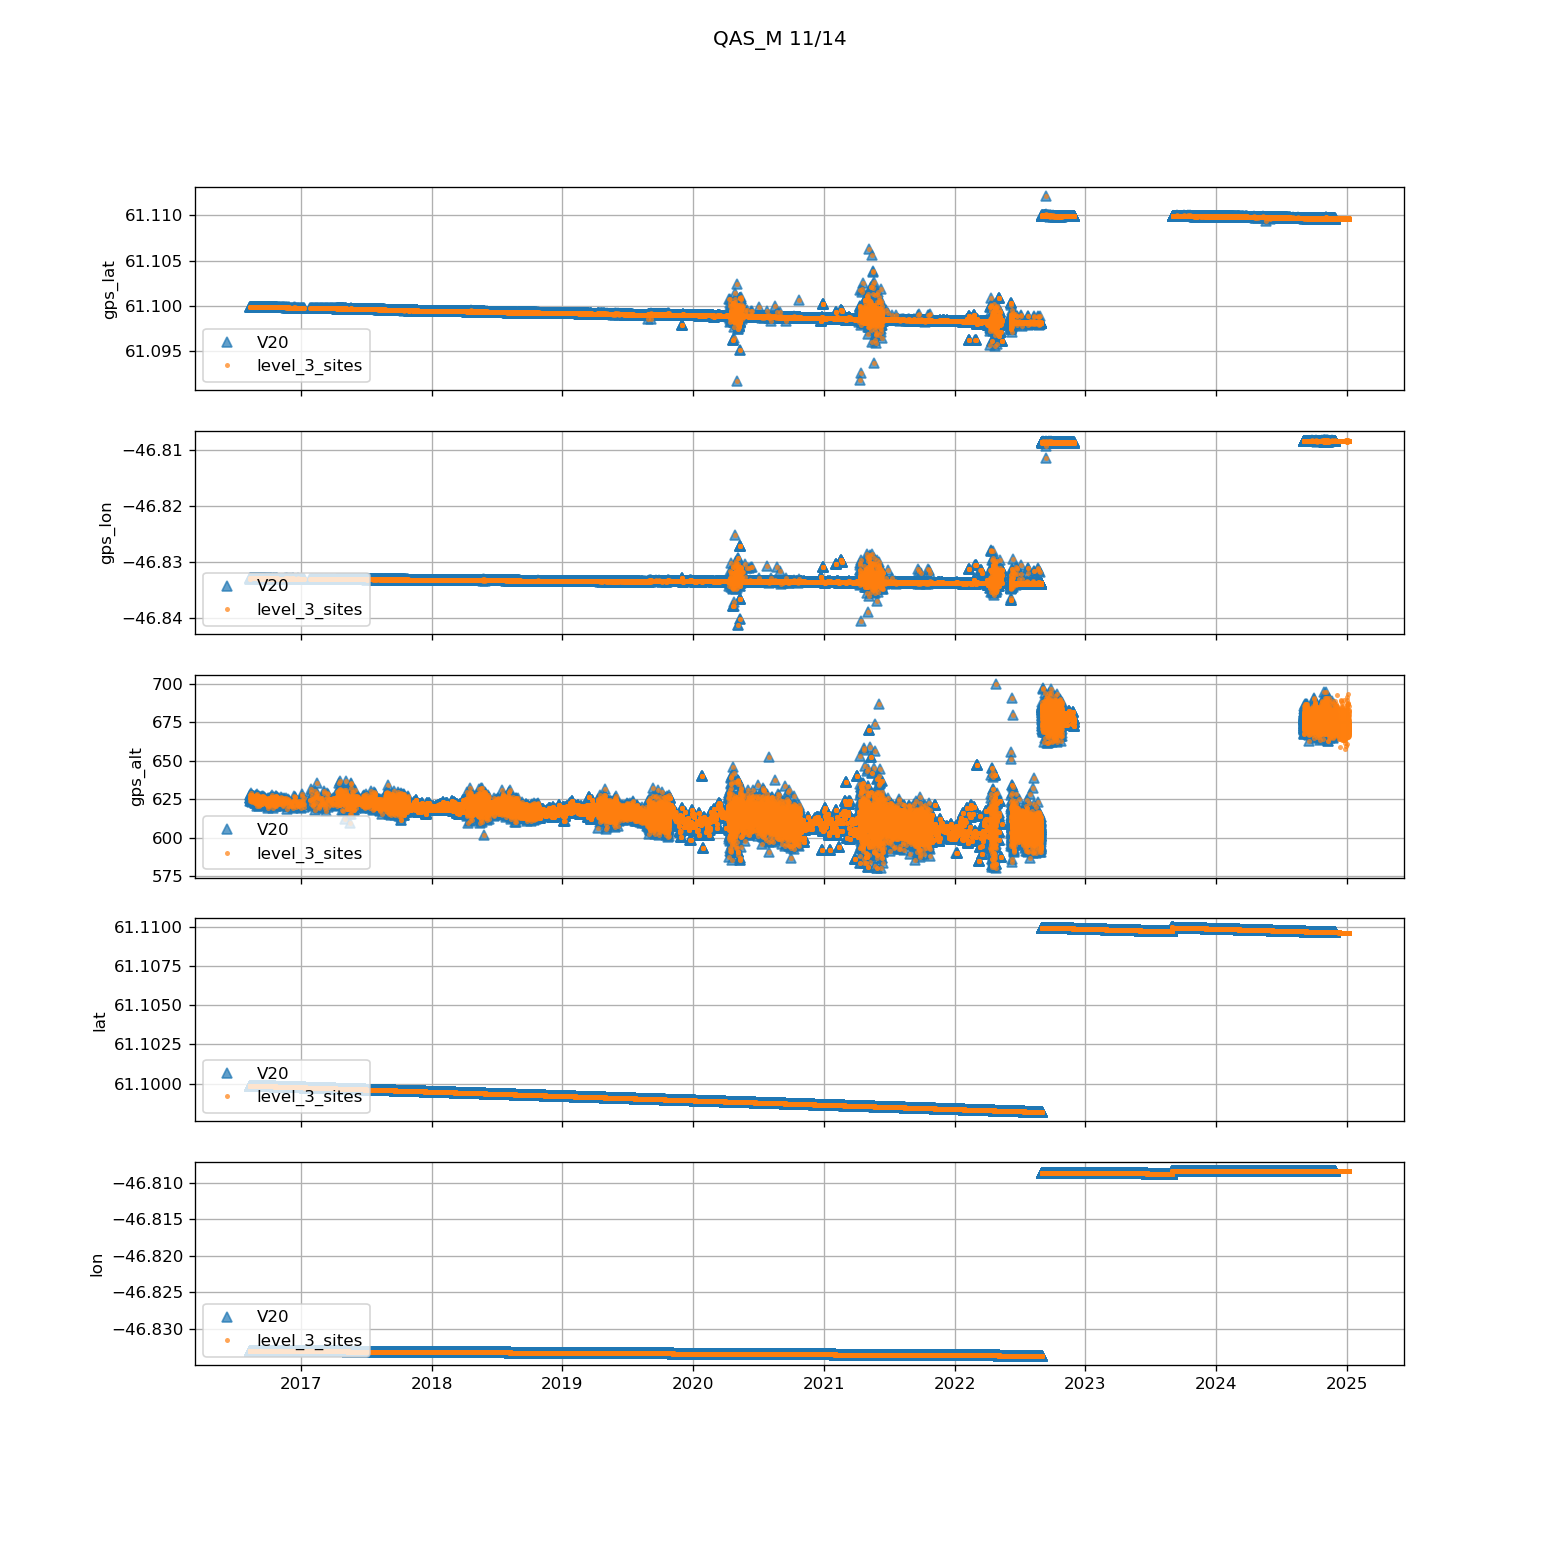 QAS_M 11/14
61.110
61.105
61.100
61.095
gps_lat
V20
level_3_sites
−46.81
−46.82
−46.83
−46.84
gps_lon
V20
level_3_sites
700
675
650
625
600
575
gps_alt
V20
level_3_sites
61.1100
61.1075
61.1050
61.1025
61.1000
lat
V20
level_3_sites
−46.810
−46.815
−46.820
−46.825
−46.830
lon
V20
level_3_sites
2017 2018 2019 2020 2021 2022 2023 2024 2025